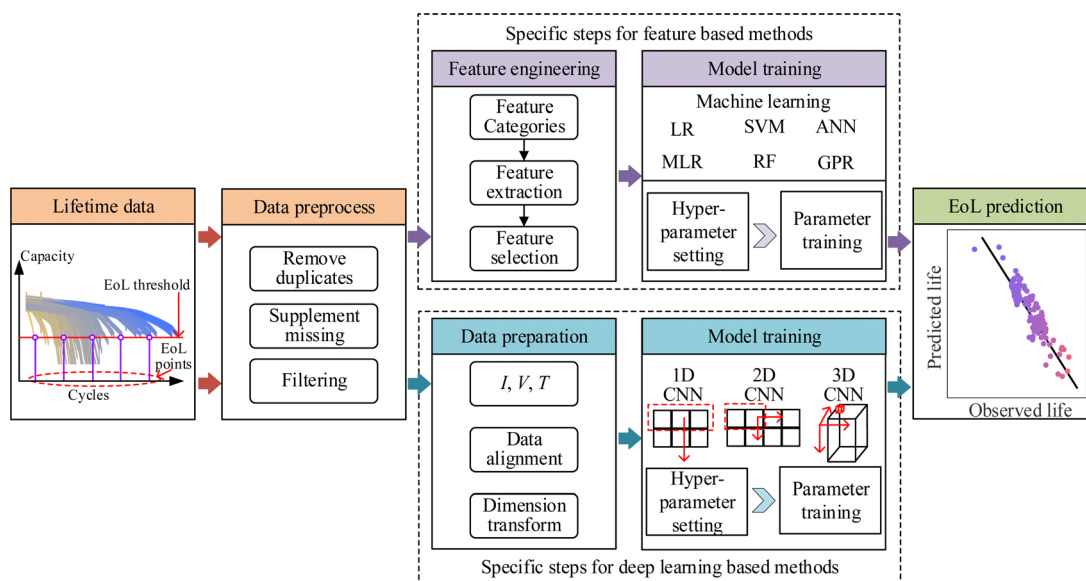 Specific steps for feature based methods
Feature engineering
Feature
Categories
Feature
extraction
Feature
selection
Model training
Machine learning
LR
SVM
ANN
MLR
RF
GPR
Hyper-
parameter
setting
Parameter
training
Lifetime data
Capacity
EoL threshold
EoL
points
Cycles
Data preprocess
Remove
duplicates
Supplement
missing
Filtering
EoL prediction
Predicted life
Observed life
Data preparation
I, V, T
Data
alignment
Dimension
transform
Model training
1D
CNN
2D
CNN
3D
CNN
Hyper-
parameter
setting
Parameter
training
Specific steps for deep learning based methods